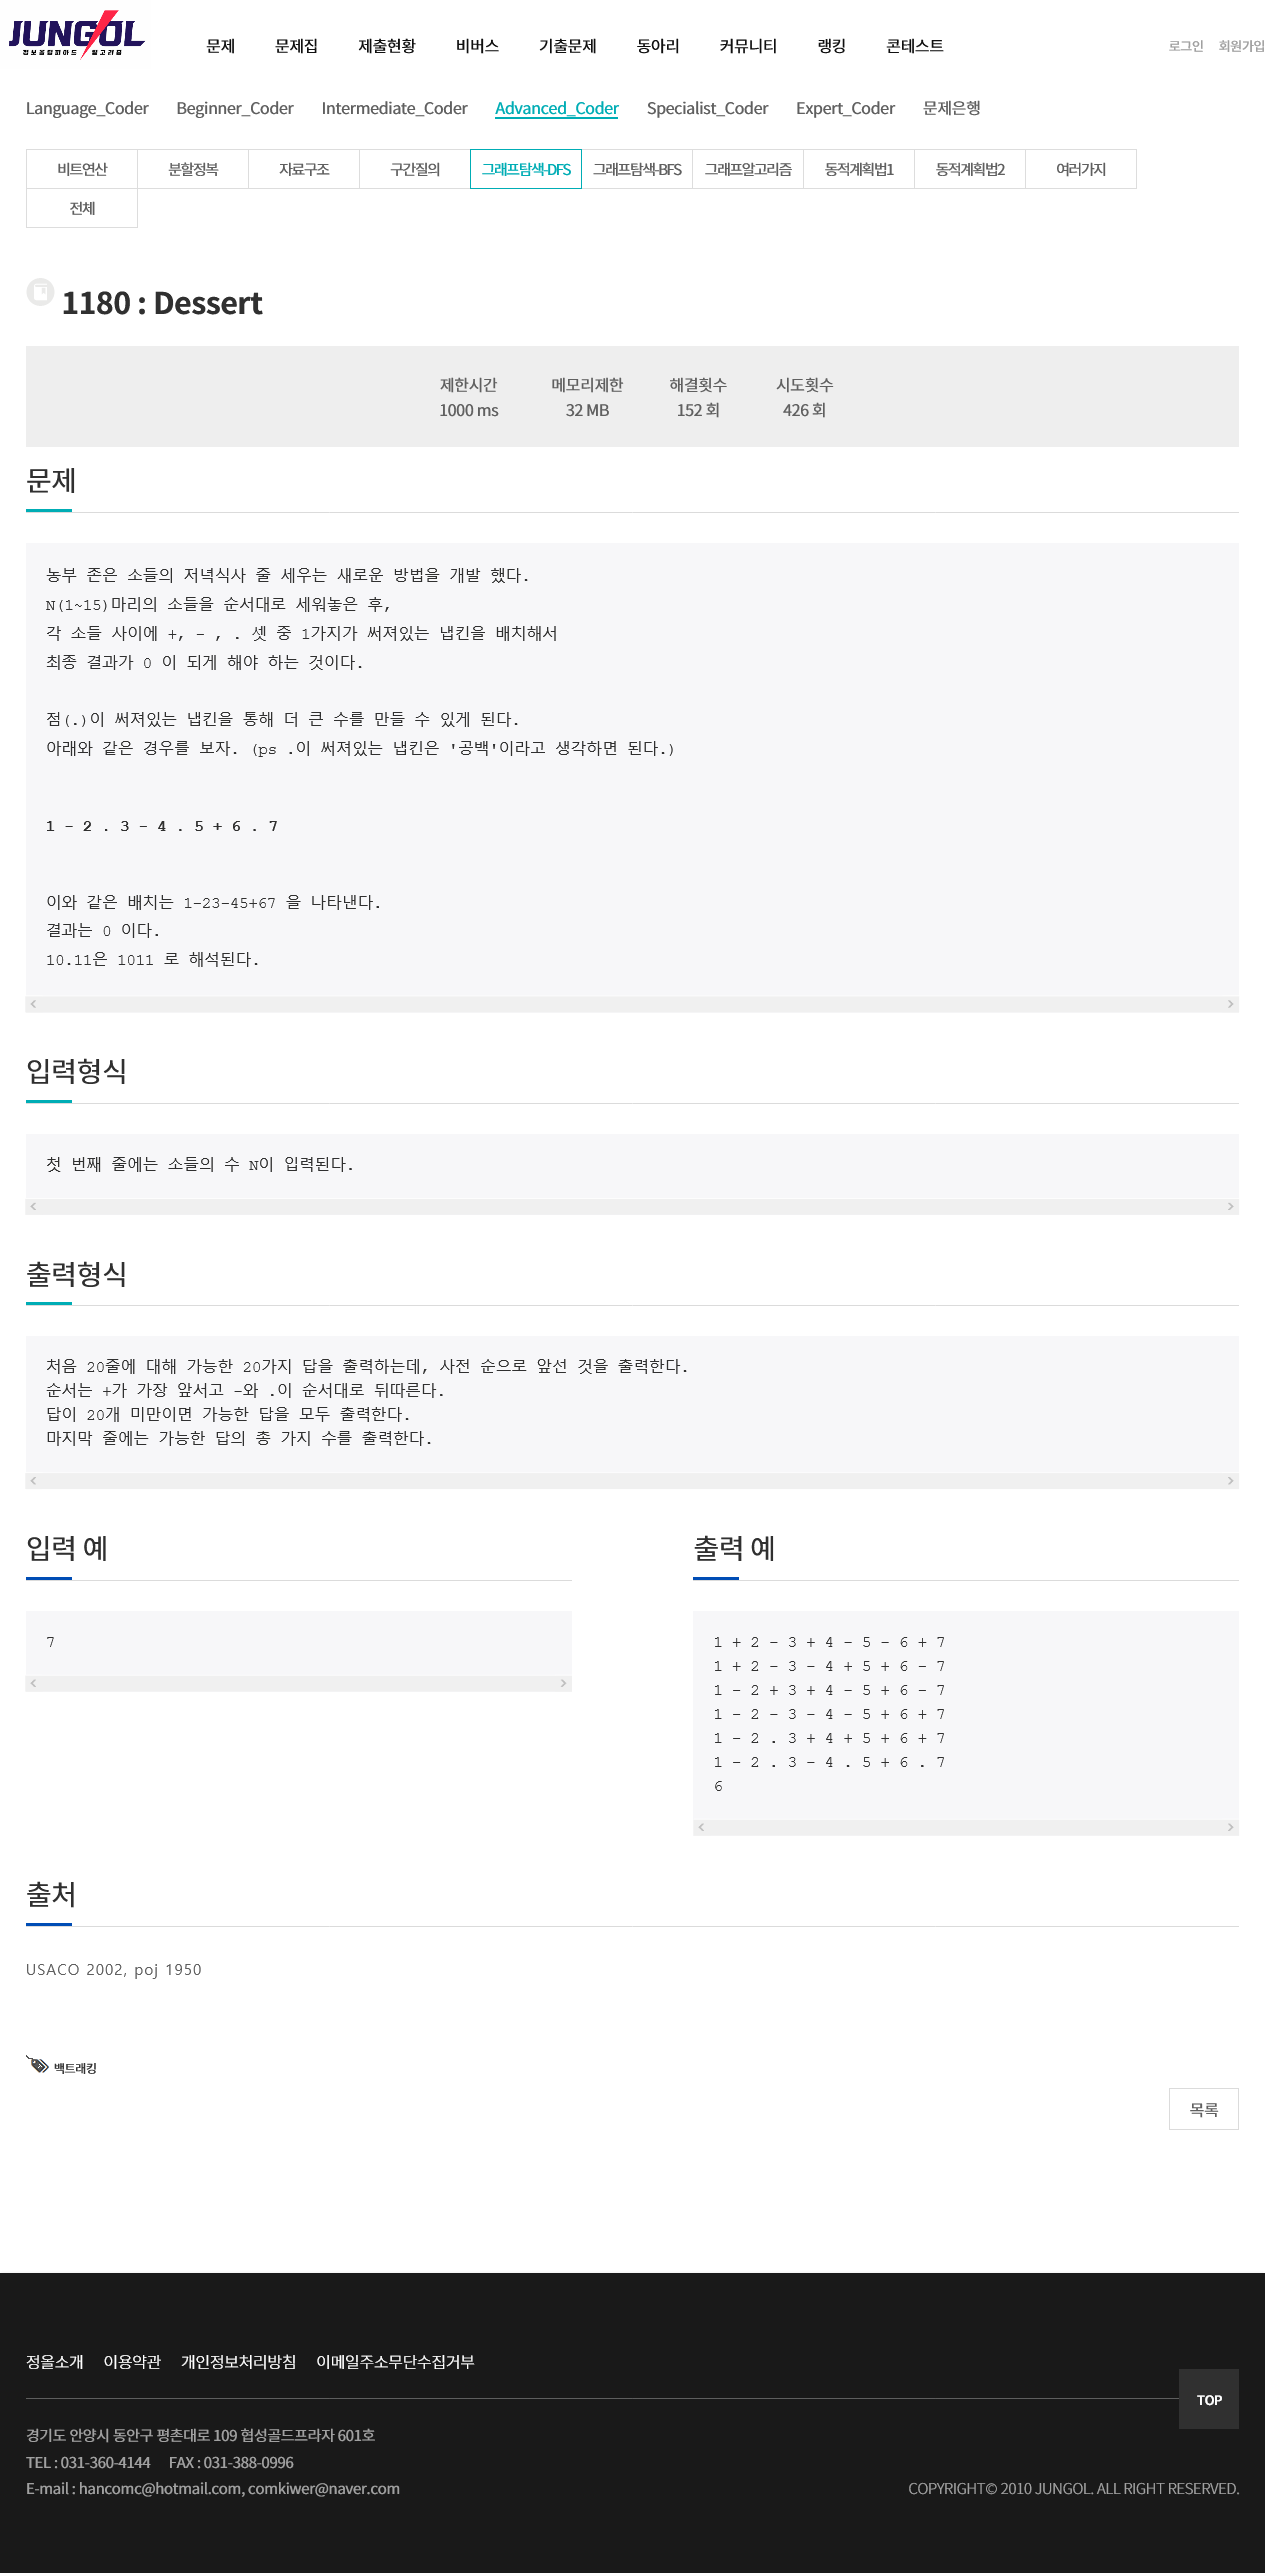 JUNGOL
정보올림피아드 알고리즘
문제 문제집 제출현황 비버스 기출문제 동아리 커뮤니티 랭킹 콘테스트 로그인 회원가입
Language_Coder Beginner_Coder Intermediate_Coder Advanced_Coder Specialist_Coder Expert_Coder 문제은행
비트연산 분할정복 자료구조 구간질의 그래프탐색-DFS 그래프탐색-BFS 그래프알고리즘 동적계획법1 동적계획법2 여러가지
전체
1180 : Dessert
제한시간 메모리제한 해결횟수 시도횟수
1000 ms 32 MB 152 회 426 회
문제
농부 존은 소들의 저녁식사 줄 세우는 새로운 방법을 개발 했다.
N(1~15)마리의 소들을 순서대로 세워놓은 후,
각 소들 사이에 +, - , . 셋 중 1가지가 써져있는 냅킨을 배치해서
최종 결과가 0 이 되게 해야 하는 것이다.
점(.)이 써져있는 냅킨을 통해 더 큰 수를 만들 수 있게 된다.
아래와 같은 경우를 보자. (ps .이 써져있는 냅킨은 '공백'이라고 생각하면 된다.)
1 - 2 . 3 - 4 . 5 + 6 . 7
이와 같은 배치는 1-23-45+67 을 나타낸다.
결과는 0 이다.
10.11은 1011 로 해석된다.
입력형식
첫 번째 줄에는 소들의 수 N이 입력된다.
출력형식
처음 20줄에 대해 가능한 20가지 답을 출력하는데, 사전 순으로 앞선 것을 출력한다.
순서는 +가 가장 앞서고 -와 .이 순서대로 뒤따른다.
답이 20개 미만이면 가능한 답을 모두 출력한다.
마지막 줄에는 가능한 답의 총 가지 수를 출력한다.
입력 예
7
출력 예
1 + 2 - 3 + 4 - 5 - 6 + 7
1 + 2 - 3 - 4 + 5 + 6 - 7
1 - 2 + 3 + 4 - 5 + 6 - 7
1 - 2 - 3 - 4 - 5 + 6 + 7
1 - 2 . 3 + 4 + 5 + 6 + 7
1 - 2 . 3 - 4 . 5 + 6 . 7
6
출처
USACO 2002, poj 1950
백트래킹
목록
정올소개 이용약관 개인정보처리방침 이메일주소무단수집거부
TOP
경기도 안양시 동안구 평촌대로 109 협성골드프라자 601호
TEL : 031-360-4144 FAX : 031-388-0996
E-mail : hancomc@hotmail.com, comkiwer@naver.com COPYRIGHT© 2010 JUNGOL. ALL RIGHT RESERVED.